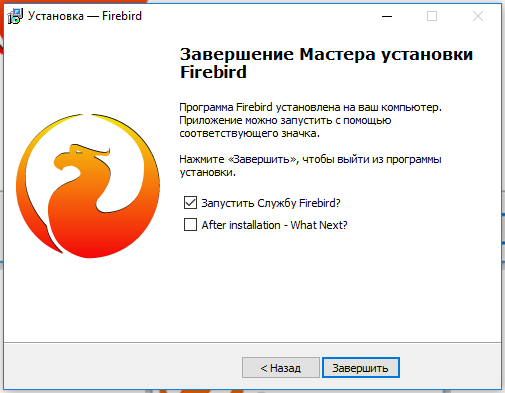 Установка — Firebird
Завершение Мастера установки
Firebird
Программа Firebird установлена на ваш компьютер.
Приложение можно запустить с помощью
соответствующего значка.
Нажмите «Завершить», чтобы выйти из программы
установки.
Запустить Службу Firebird?
After installation - What Next?
< Назад
Завершить